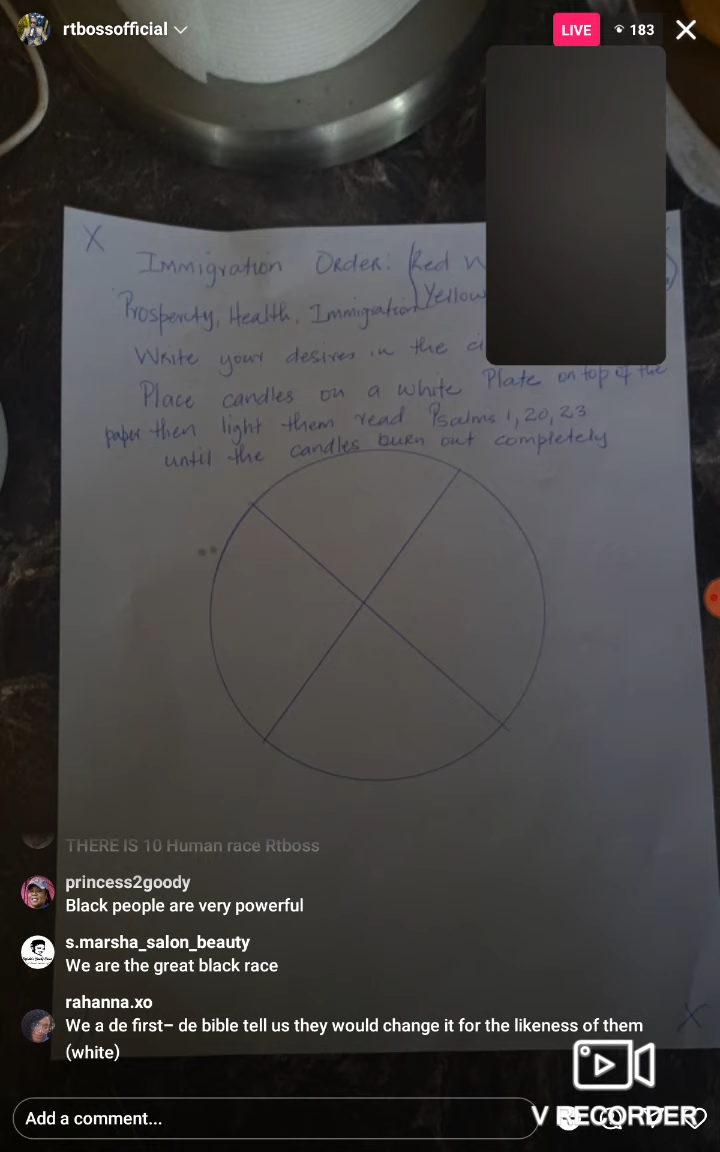 rtbossofficial
LIVE
183
X
Immigration Order: Red W
Yellow
Prosperity, Health, Immigration
Write your desires in the ci
Place candles on a white Plate on top of the
paper then light them read Psalms 1, 20, 23
until the candles burn out completely
THERE IS 10 Human race Rtboss
princess2goody
Black people are very powerful
s.marsha_salon_beauty
We are the great black race
rahanna.xo
We a de first– de bible tell us they would change it for the likeness of them
(white)
X
Add a comment...
V RECORDER